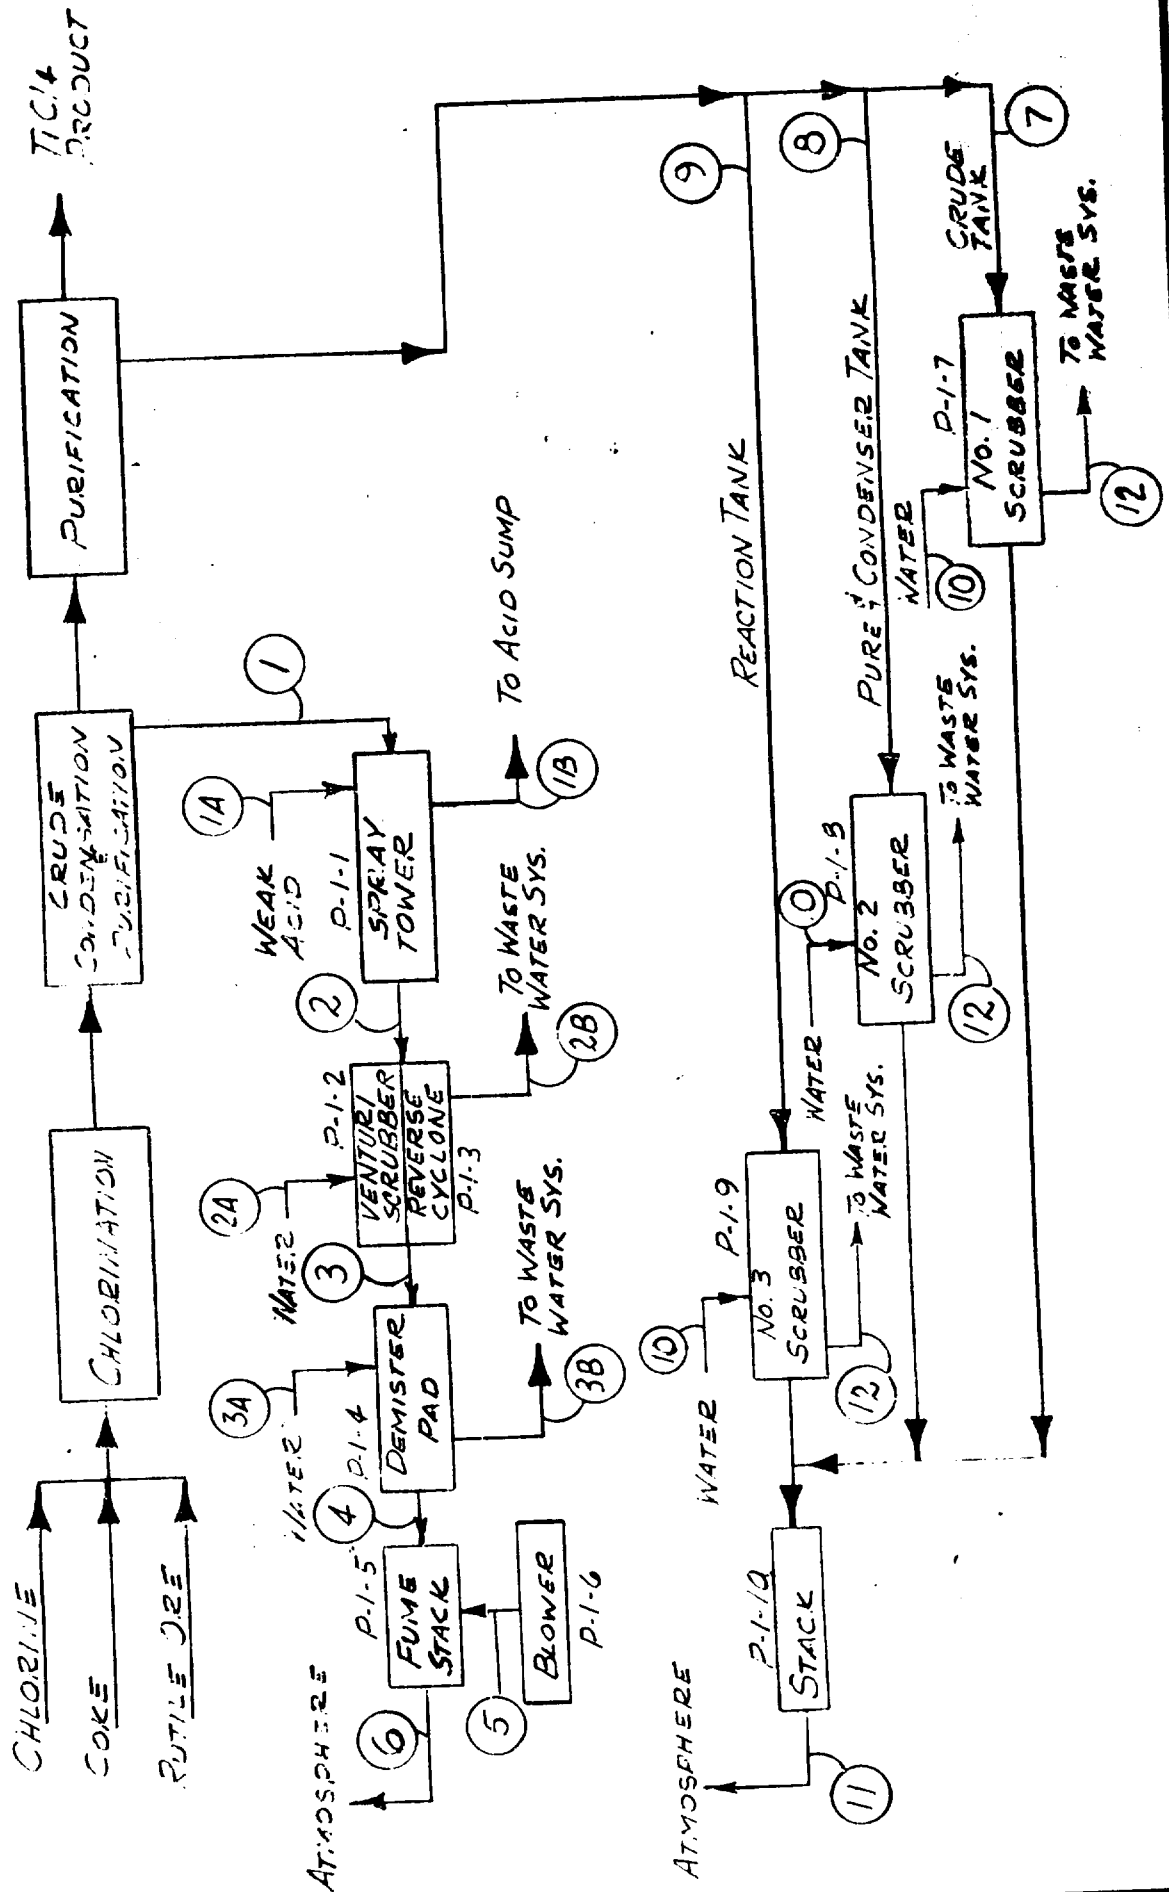 CHLORINE
COKE
RUTILE ORE
CHLORINATION
CRUDE
CONDENSATION
&
PURIFICATION
PURIFICATION
TiCl4
PRODUCT
1
1A
WEAK
ACID
P-1-1
SPRAY
TOWER
1B
TO ACID SUMP
2
2A
WATER
P-1-2
VENTURI
SCRUBBER
REVERSE
CYCLONE
P-1-3
2B
TO WASTE
WATER SYS.
3
3A
WATER
P-1-4
DEMISTER
PAD
3B
TO WASTE
WATER SYS.
4
P-1-5
FUME
STACK
5
BLOWER
P-1-6
6
ATMOSPHERE
9
REACTION TANK
10
WATER
P-1-9
NO. 3
SCRUBBER
12
TO WASTE
WATER SYS.
8
PURE & CONDENSER TANK
10
WATER
P-1-8
NO. 2
SCRUBBER
12
TO WASTE
WATER SYS.
7
CRUDE
TANK
10
WATER
P-1-7
NO. 1
SCRUBBER
12
TO WASTE
WATER SYS.
P-1-10
STACK
11
ATMOSPHERE